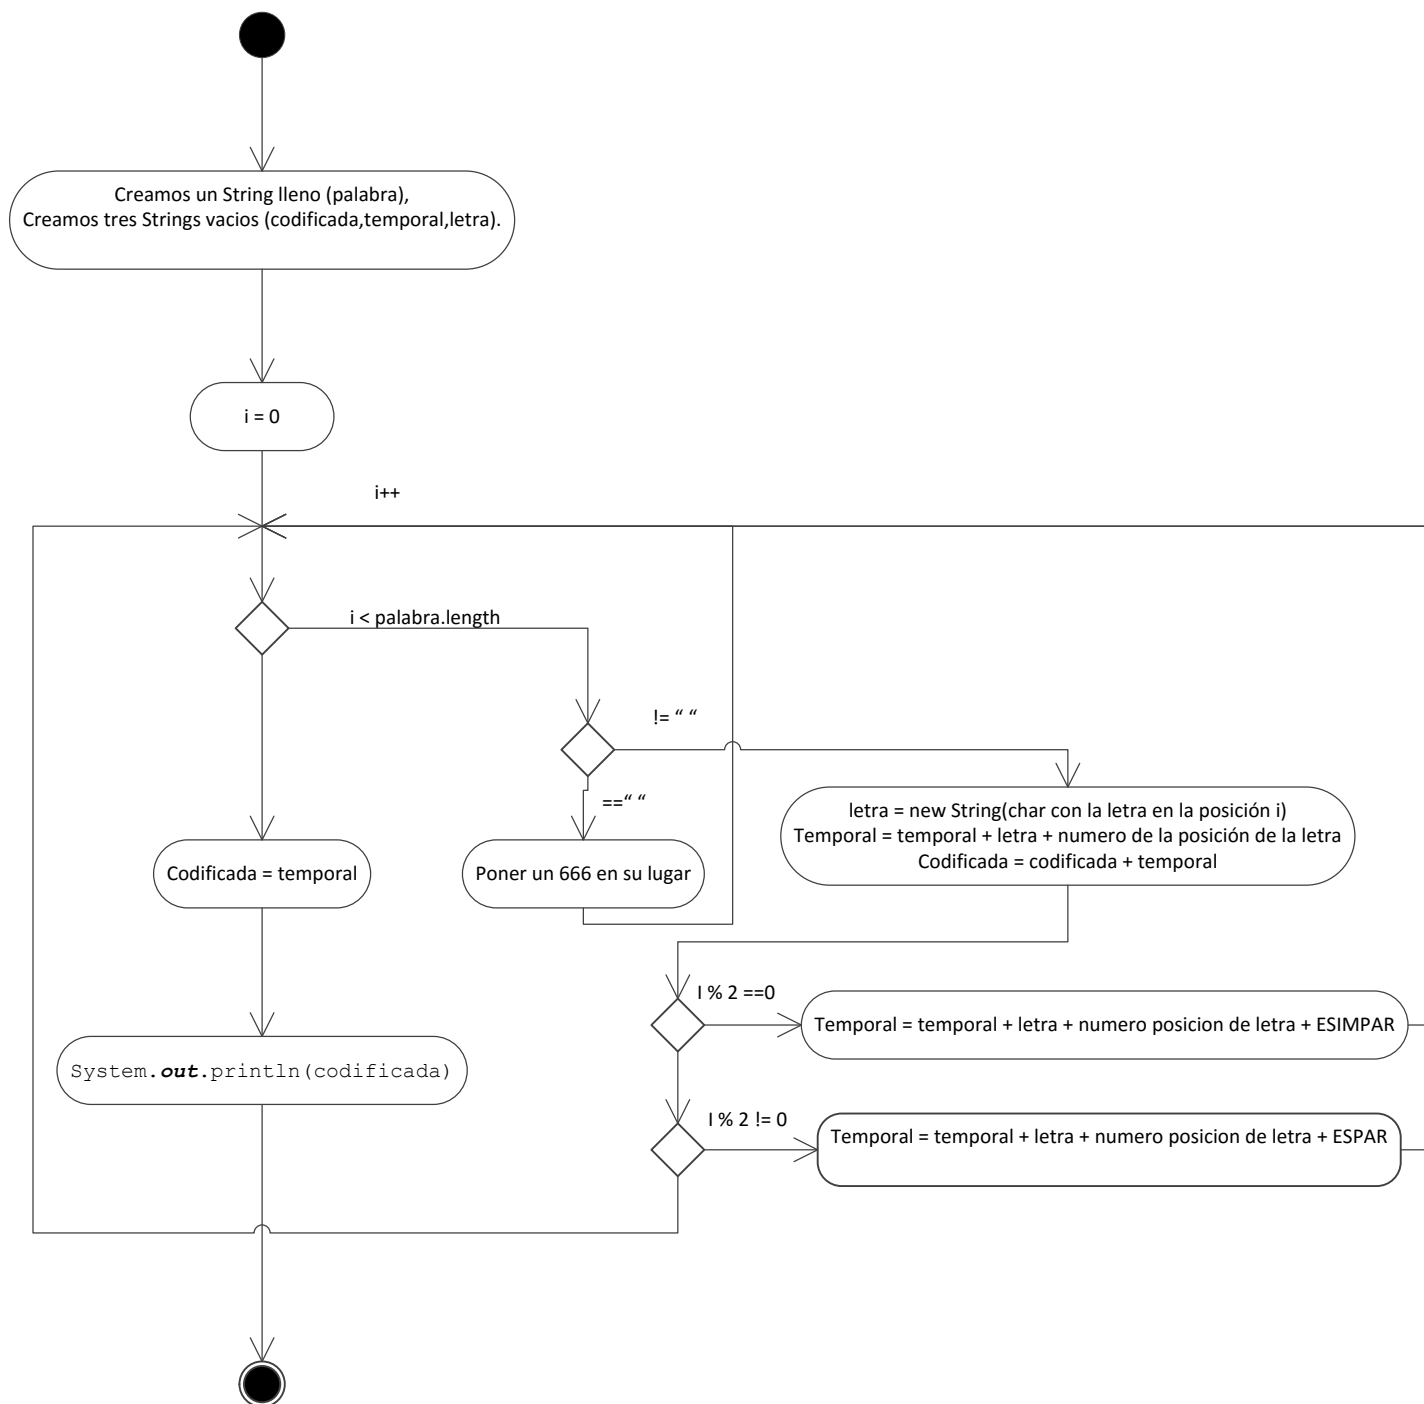 Creamos un String lleno (palabra),
Creamos tres Strings vacios (codificada,temporal,letra).
i = 0
i++
i < palabra.length
!= “ “
==“ “
letra = new String(char con la letra en la posición i)
Temporal = temporal + letra + numero de la posición de la letra
Codificada = codificada + temporal
Codificada = temporal
Poner un 666 en su lugar
I % 2 ==0
Temporal = temporal + letra + numero posicion de letra + ESIMPAR
System.out.println(codificada)
I % 2 != 0
Temporal = temporal + letra + numero posicion de letra + ESPAR